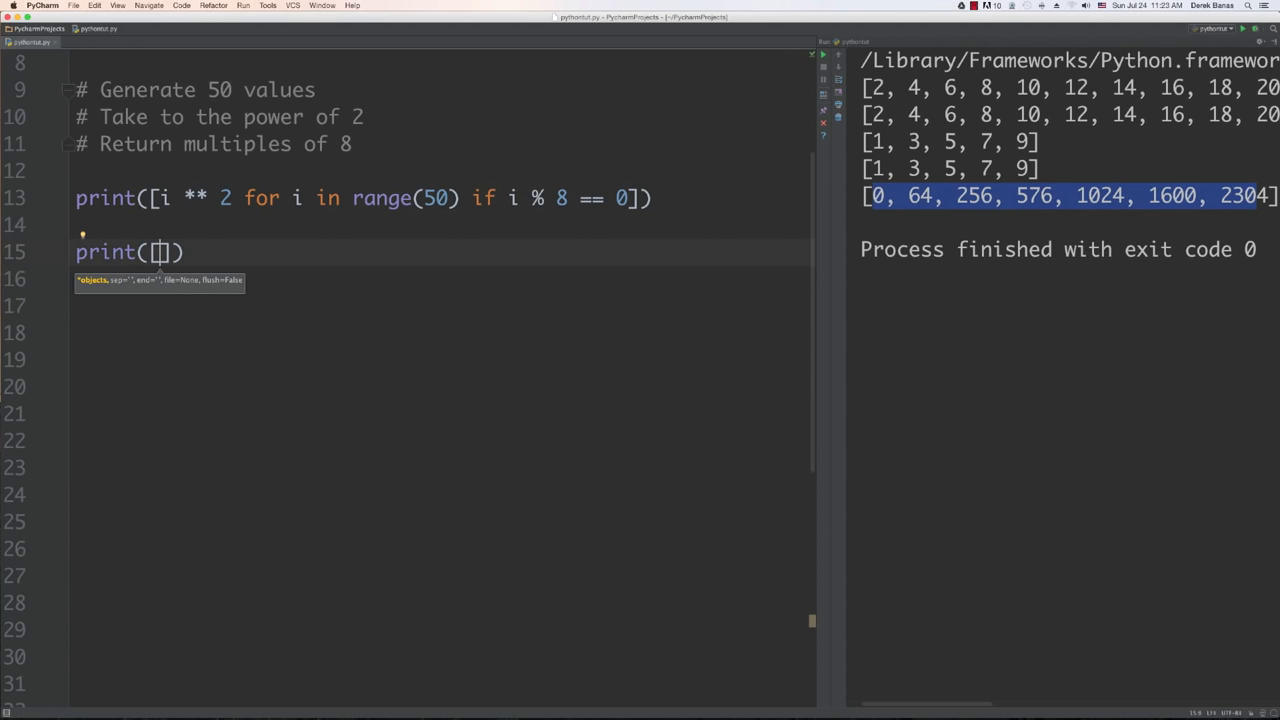 PyCharm File Edit View Navigate Code Refactor Run Tools VCS Window Help
10 Sun Jul 24 11:23 AM Derek Banas
pythontut.py - PycharmProjects - [~/PycharmProjects]
PycharmProjects pythontut.py
pythontut
pythontut.py
Run: pythontut
8
9 # Generate 50 values
10 # Take to the power of 2
11 # Return multiples of 8
12
13 print([i ** 2 for i in range(50) if i % 8 == 0])
14
15 print([])
*objects, sep=' ', end='', file=None, flush=False
16
17
18
19
20
21
22
23
24
25
26
27
28
29
30
31
/Library/Frameworks/Python.framewor
[2, 4, 6, 8, 10, 12, 14, 16, 18, 20
[2, 4, 6, 8, 10, 12, 14, 16, 18, 20
[1, 3, 5, 7, 9]
[1, 3, 5, 7, 9]
[0, 64, 256, 576, 1024, 1600, 2304]
Process finished with exit code 0
15:9 LF‡ UTF-8‡